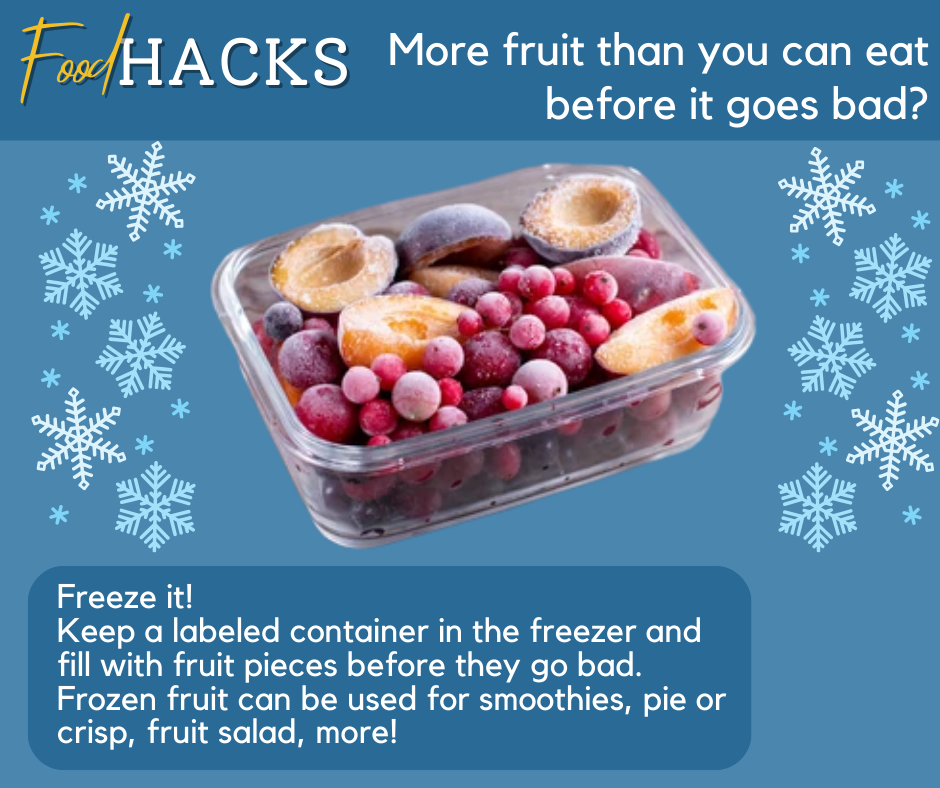 Food HACKS
More fruit than you can eat
before it goes bad?
Freeze it!
Keep a labeled container in the freezer and
fill with fruit pieces before they go bad.
Frozen fruit can be used for smoothies, pie or
crisp, fruit salad, more!